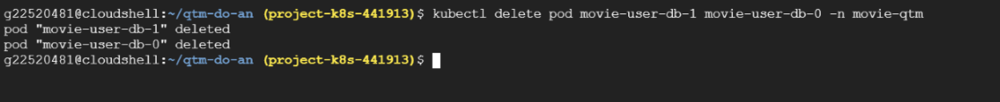 g22520481@cloudshell:~/qtm-do-an (project-k8s-441913)$ kubectl delete pod movie-user-db-1 movie-user-db-0 -n movie-qtm
pod "movie-user-db-1" deleted
pod "movie-user-db-0" deleted
g22520481@cloudshell:~/qtm-do-an (project-k8s-441913)$